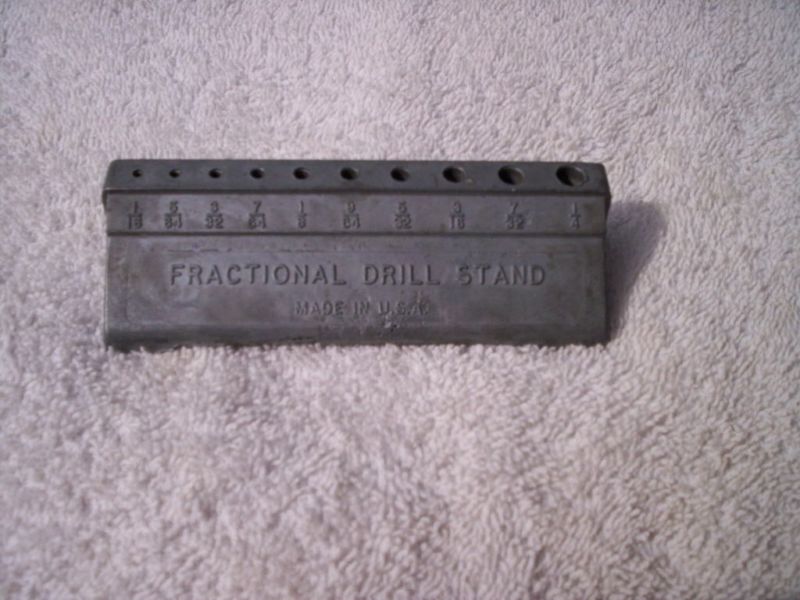 1/16 5/64 3/32 7/64 1/8 9/64 5/32 3/16 7/32 1/4
FRACTIONAL DRILL STAND
MADE IN U.S.A.